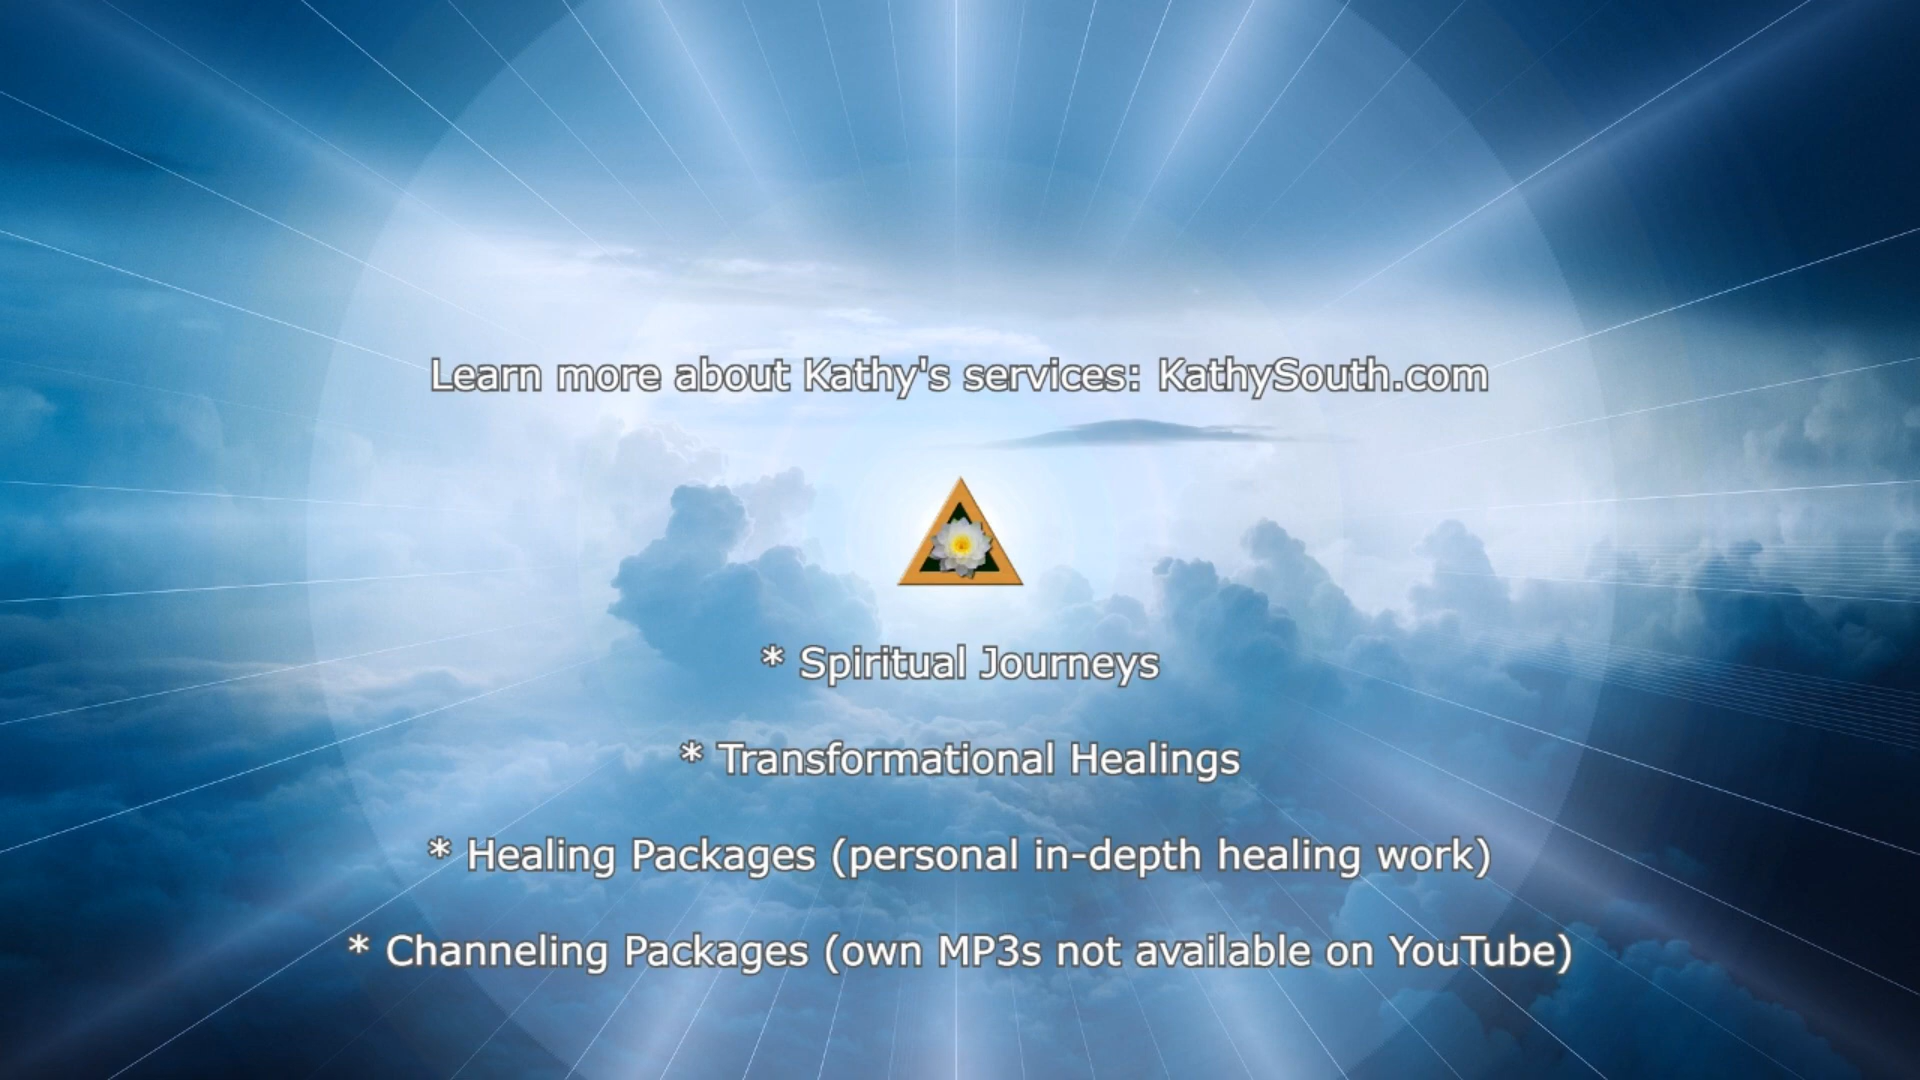 Learn more about Kathy's services: KathySouth.com
* Spiritual Journeys
* Transformational Healings
* Healing Packages (personal in-depth healing work)
* Channeling Packages (own MP3s not available on YouTube)